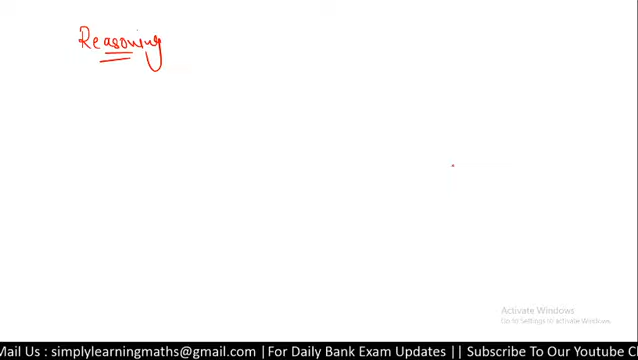 Reasoning
Activate Windows
Go to Settings to activate Windows.
Mail Us : simplylearningmaths@gmail.com |For Daily Bank Exam Updates || Subscribe To Our Youtube C